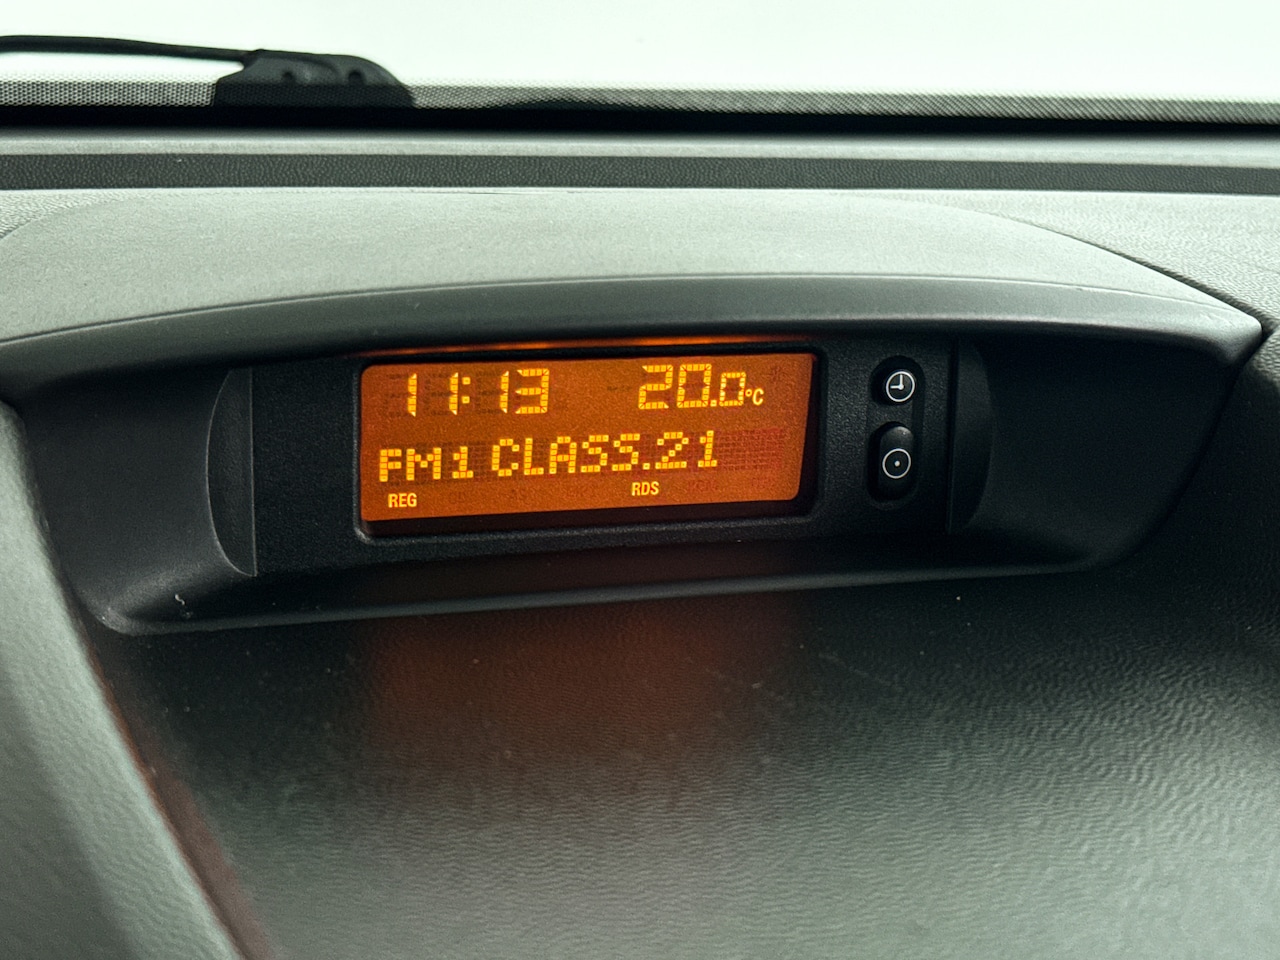 11:13 20.0°C
FM1 CLASS.21
REG RDS